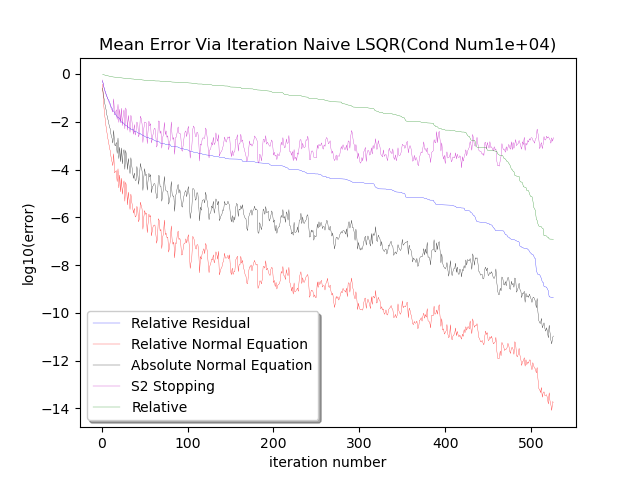 Mean Error Via Iteration Naive LSQR(Cond Num1e+04)
0
−2
−4
−6
−8
−10
−12
−14
log10(error)
Relative Residual
Relative Normal Equation
Absolute Normal Equation
S2 Stopping
Relative
0 100 200 300 400 500
iteration number